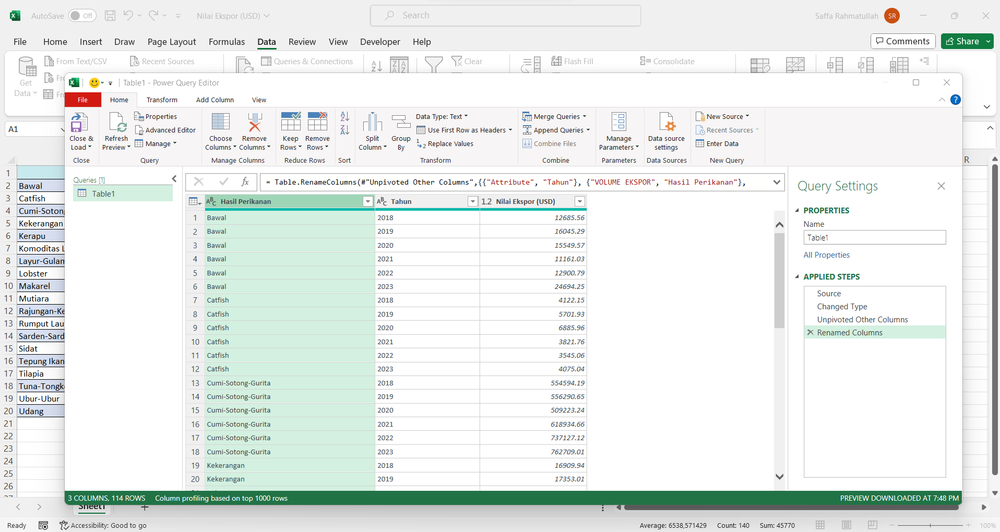 AutoSave Off Nilai Ekspor (USD) Search Saffa Rahmatullah SR
File Home Insert Draw Page Layout Formulas Data Review View Developer Help Comments Share
From Text/CSV Recent Sources Queries & Connections Clear Flash Fill Consolidate
Get
Data
Table1 - Power Query Editor
File Home Transform Add Column View
Close &
Load
Close
Refresh
Preview
Properties
Advanced Editor
Manage
Query
Choose
Columns
Remove
Columns
Manage Columns
Keep
Rows
Remove
Rows
Reduce Rows
Sort
Split
Column
Group
By
Data Type: Text
Use First Row as Headers
Replace Values
Transform
Merge Queries
Append Queries
Combine Files
Combine
Manage
Parameters
Parameters
Data source
settings
Data Sources
New Source
Recent Sources
Enter Data
New Query
A1
R
1
2 Bawal
3 Catfish
4 Cumi-Sotong
5 Kekerangan
6 Kerapu
7 Komoditas L
8 Layur-Gulam
9 Lobster
10 Makarel
11 Mutiara
12 Rajungan-Ke
13 Rumput Lau
14 Sarden-Sard
15 Sidat
16 Tepung Ikan
17 Tilapia
18 Tuna-Tongk
19 Ubur-Ubur
20 Udang
21
22
23
24
25
26
Queries [1]
Table1
fx = Table.RenameColumns(#"Unpivoted Other Columns",{{"Attribute", "Tahun"}, {"VOLUME EKSPOR", "Hasil Perikanan"},
ABC Hasil Perikanan ABC Tahun 1.2 Nilai Ekspor (USD)
1 Bawal 2018 12685.56
2 Bawal 2019 16045.29
3 Bawal 2020 15549.57
4 Bawal 2021 11161.03
5 Bawal 2022 12900.79
6 Bawal 2023 24694.25
7 Catfish 2018 4122.15
8 Catfish 2019 5701.93
9 Catfish 2020 6885.96
10 Catfish 2021 3821.76
11 Catfish 2022 3545.06
12 Catfish 2023 4075.04
13 Cumi-Sotong-Gurita 2018 554594.19
14 Cumi-Sotong-Gurita 2019 556290.65
15 Cumi-Sotong-Gurita 2020 509223.24
16 Cumi-Sotong-Gurita 2021 618934.66
17 Cumi-Sotong-Gurita 2022 737127.12
18 Cumi-Sotong-Gurita 2023 762709.01
19 Kekerangan 2018 16909.94
20 Kekerangan 2019 17353.01
Query Settings
PROPERTIES
Name
Table1
All Properties
APPLIED STEPS
Source
Changed Type
Unpivoted Other Columns
Renamed Columns
3 COLUMNS, 114 ROWS Column profiling based on top 1000 rows PREVIEW DOWNLOADED AT 7:48 PM
Sheet1
Ready Accessibility: Good to go Average: 6538,571429 Count: 140 Sum: 45770 100%